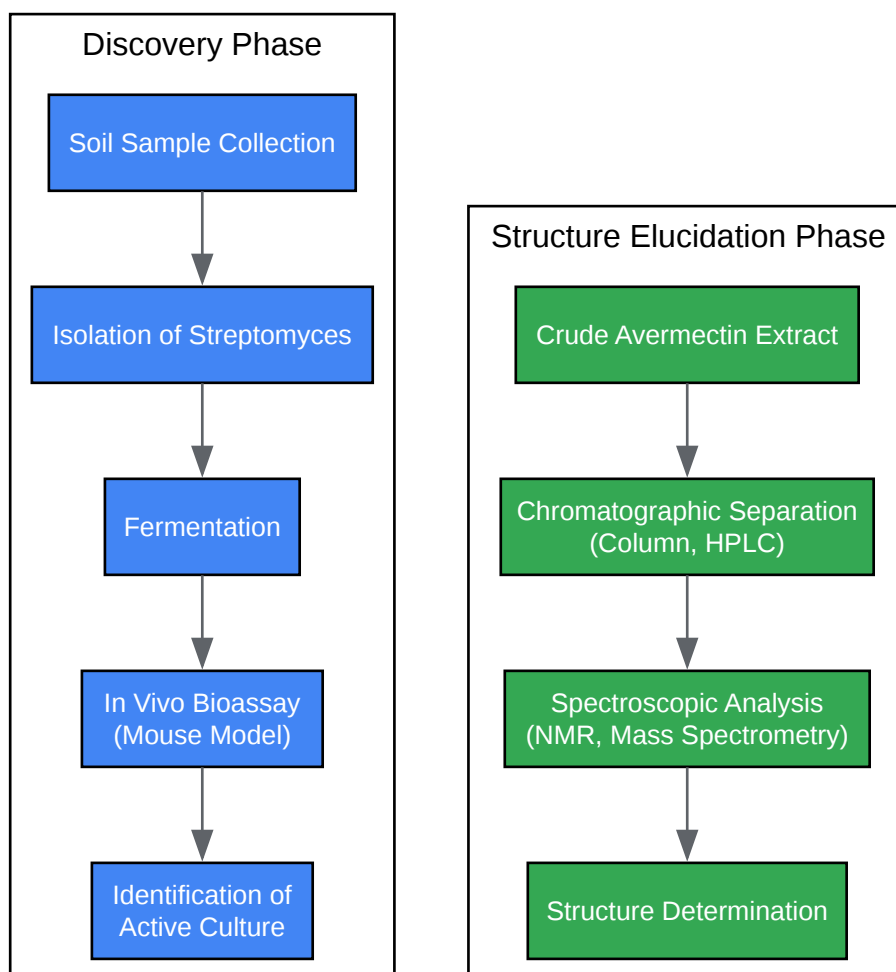 Discovery Phase
Soil Sample Collection
Isolation of Streptomyces
Fermentation
In Vivo Bioassay
(Mouse Model)
Identification of
Active Culture
Structure Elucidation Phase
Crude Avermectin Extract
Chromatographic Separation
(Column, HPLC)
Spectroscopic Analysis
(NMR, Mass Spectrometry)
Structure Determination